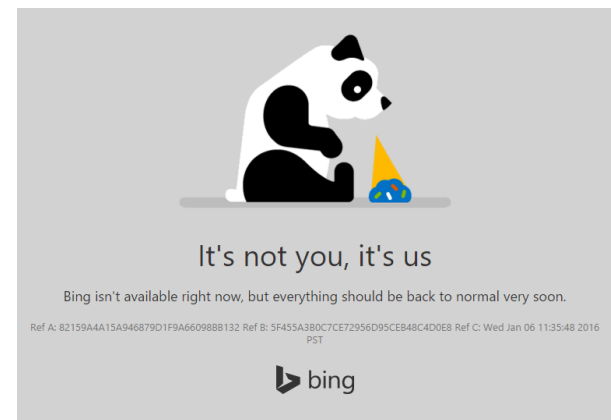 It's not you, it's us
Bing isn't available right now, but everything should be back to normal very soon.
Ref A: 82159A4A15A946879D1F9A66098BB132 Ref B: 5F455A3B0C7CE72956D95CEB48C4D0E8 Ref C: Wed Jan 06 11:35:48 2016
PST
bing